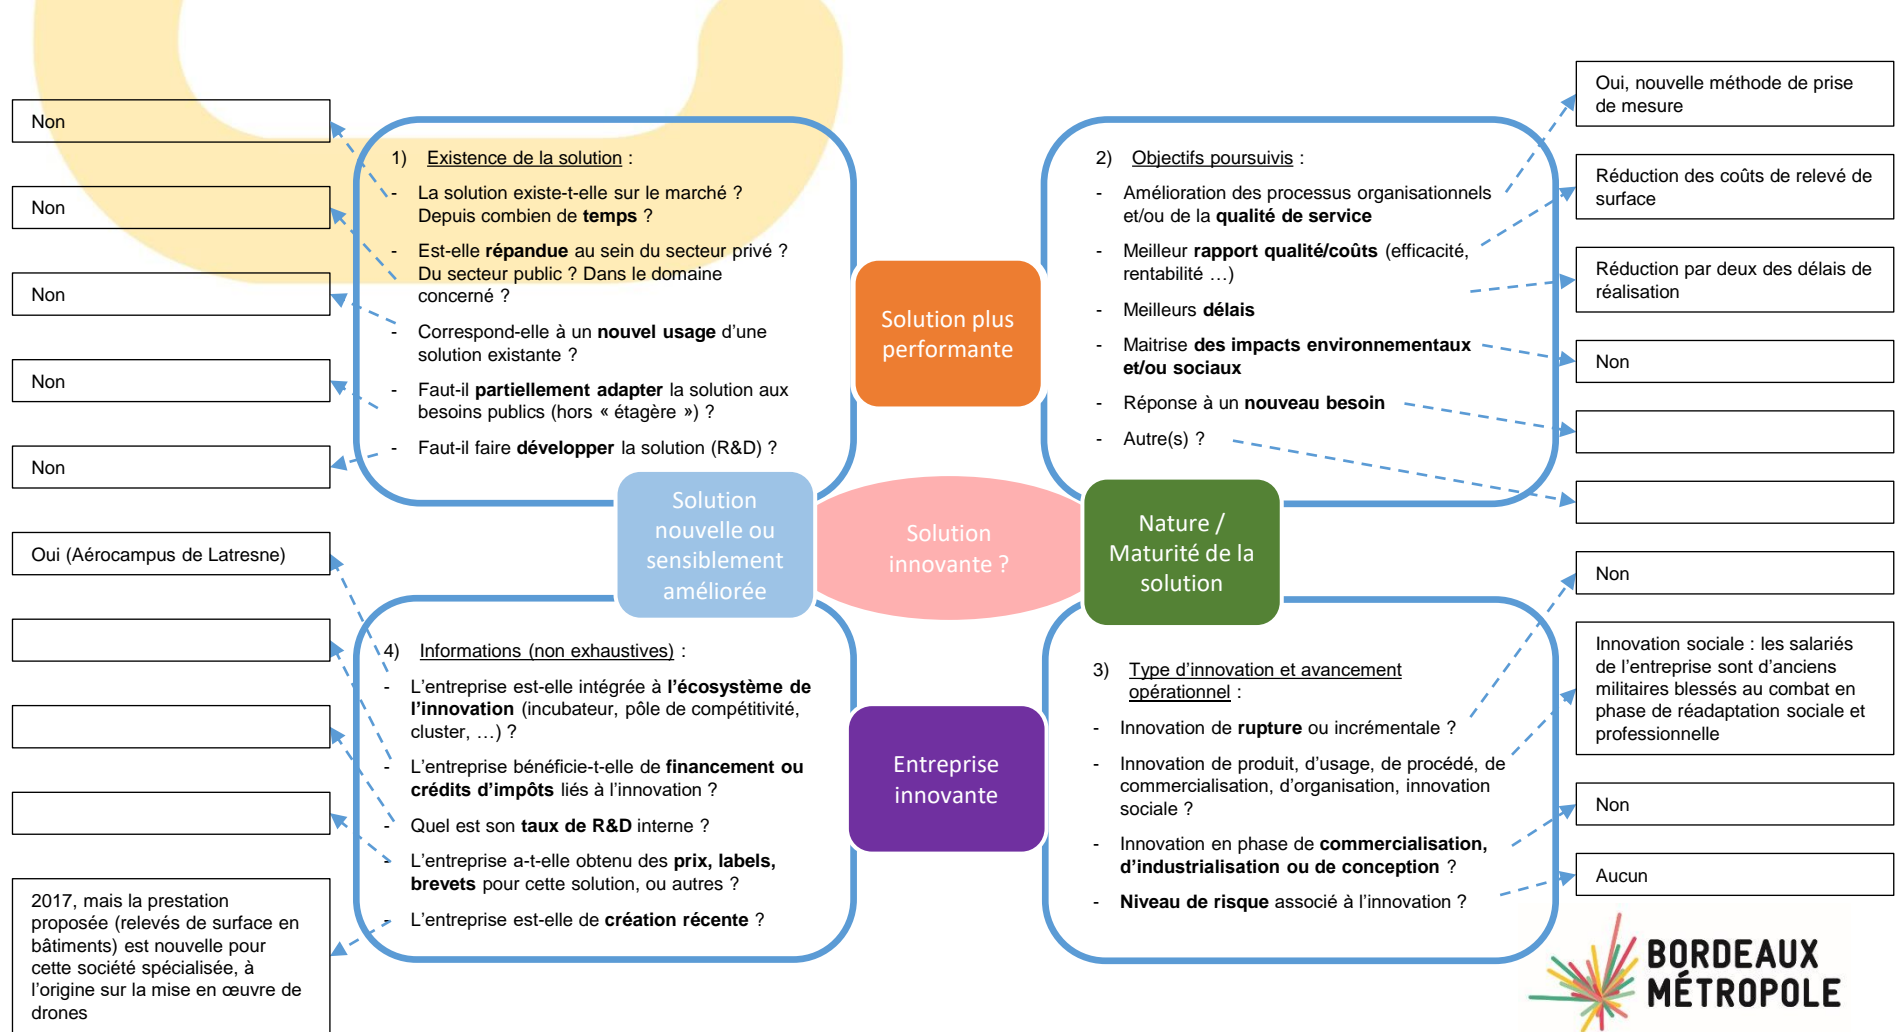 Non
Non
Non
Non
Non
1) Existence de la solution :
- La solution existe-t-elle sur le marché ?
Depuis combien de temps ?
- Est-elle répandue au sein du secteur privé ?
Du secteur public ? Dans le domaine
concerné ?
- Correspond-elle à un nouvel usage d'une
solution existante ?
- Faut-il partiellement adapter la solution aux
besoins publics (hors « étagère ») ?
- Faut-il faire développer la solution (R&D) ?
Solution plus
performante
2) Objectifs poursuivis :
- Amélioration des processus organisationnels
et/ou de la qualité de service
- Meilleur rapport qualité/coûts (efficacité,
rentabilité …)
- Meilleurs délais
- Maitrise des impacts environnementaux
et/ou sociaux
- Réponse à un nouveau besoin
- Autre(s) ?
Oui, nouvelle méthode de prise
de mesure
Réduction des coûts de relevé de
surface
Réduction par deux des délais de
réalisation
Non
Solution
nouvelle ou
sensiblement
améliorée
Solution
innovante ?
Nature /
Maturité de la
solution
Oui (Aérocampus de Latresne)
2017, mais la prestation
proposée (relevés de surface en
bâtiments) est nouvelle pour
cette société spécialisée, à
l'origine sur la mise en œuvre de
drones
4) Informations (non exhaustives) :
- L'entreprise est-elle intégrée à l'écosystème de
l'innovation (incubateur, pôle de compétitivité,
cluster, …) ?
- L'entreprise bénéficie-t-elle de financement ou
crédits d'impôts liés à l'innovation ?
- Quel est son taux de R&D interne ?
- L'entreprise a-t-elle obtenu des prix, labels,
brevets pour cette solution, ou autres ?
- L'entreprise est-elle de création récente ?
Entreprise
innovante
3) Type d'innovation et avancement
opérationnel :
- Innovation de rupture ou incrémentale ?
- Innovation de produit, d'usage, de procédé, de
commercialisation, d'organisation, innovation
sociale ?
- Innovation en phase de commercialisation,
d'industrialisation ou de conception ?
- Niveau de risque associé à l'innovation ?
Non
Innovation sociale : les salariés
de l'entreprise sont d'anciens
militaires blessés au combat en
phase de réadaptation sociale et
professionnelle
Non
Aucun
BORDEAUX
MÉTROPOLE